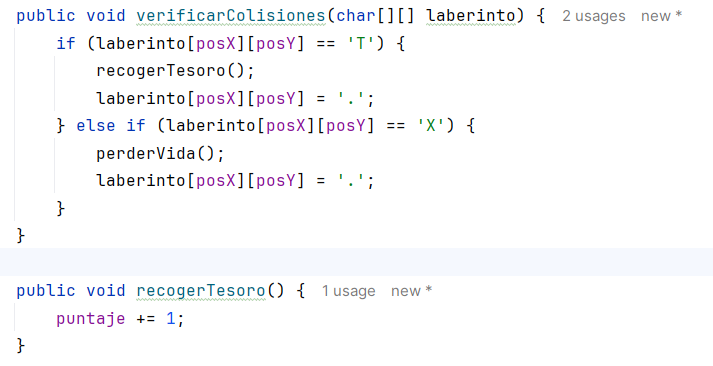 public void verificarColisiones(char[][] laberinto) { 2 usages new *
    if (laberinto[posX][posY] == 'T') {
        recogerTesoro();
        laberinto[posX][posY] = '.';
    } else if (laberinto[posX][posY] == 'X') {
        perderVida();
        laberinto[posX][posY] = '.';
    }
}
public void recogerTesoro() { 1 usage new *
    puntaje += 1;
}